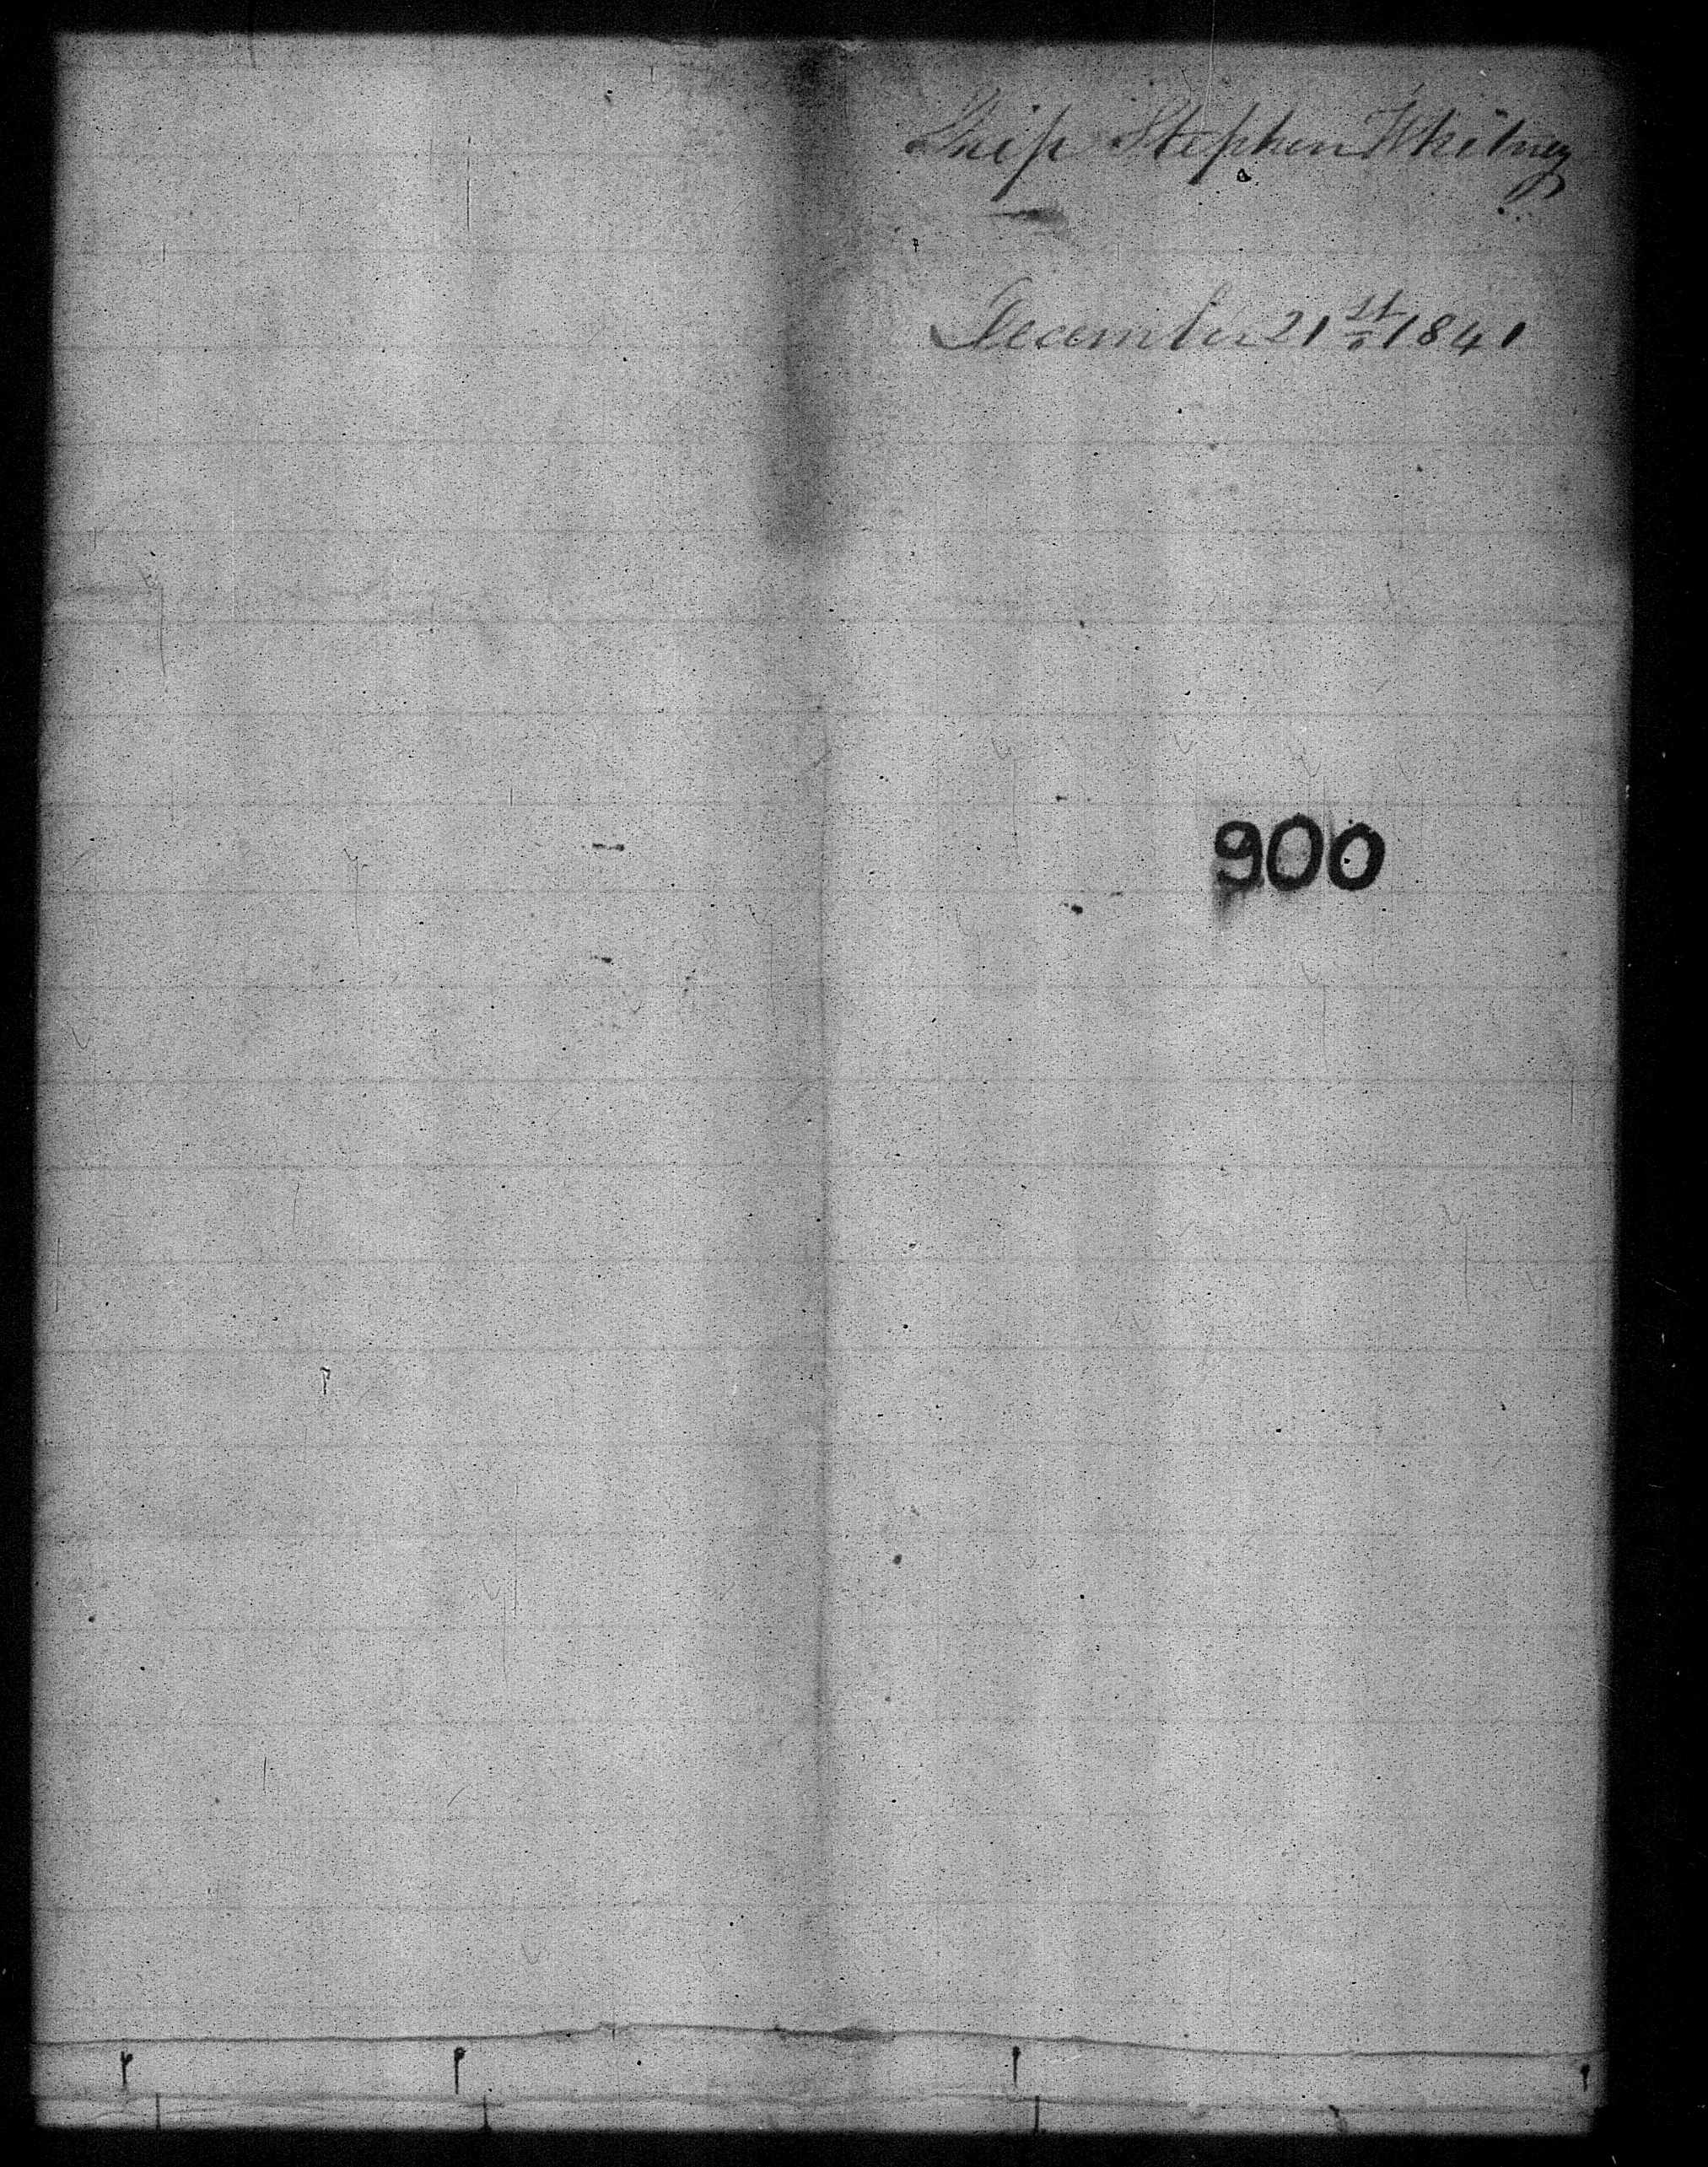 Ship Stephen Whitney
December 21st 1841
900